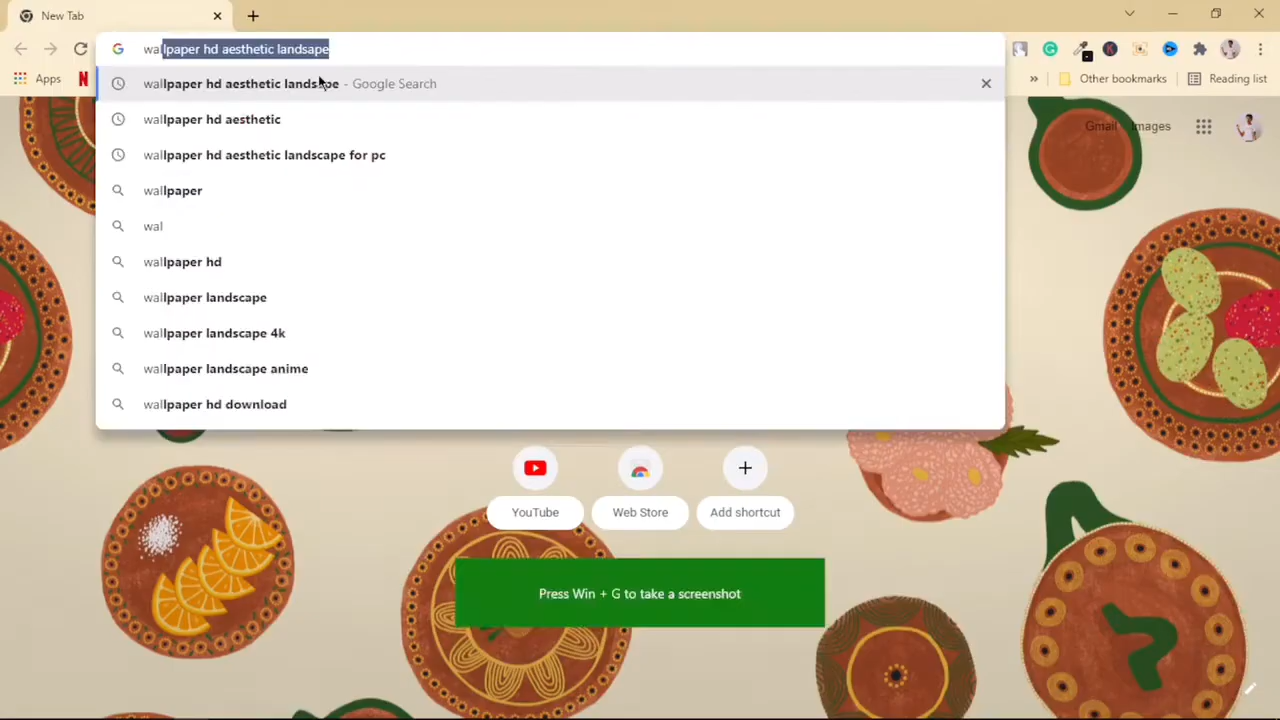 New Tab
wallpaper hd aesthetic landsape
Apps
Other bookmarks
Reading list
wallpaper hd aesthetic landsape - Google Search
wallpaper hd aesthetic
wallpaper hd aesthetic landscape for pc
wallpaper
wal
wallpaper hd
wallpaper landscape
wallpaper landscape 4k
wallpaper landscape anime
wallpaper hd download
Gmail Images
YouTube
Web Store
Add shortcut
Press Win + G to take a screenshot